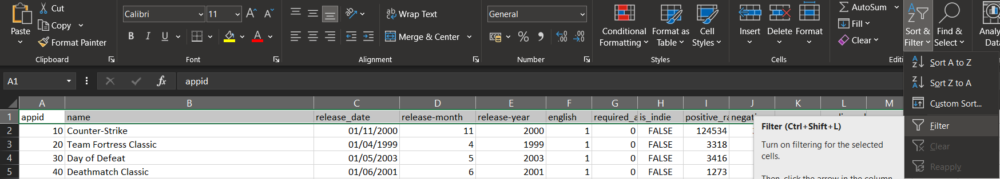 Cut
Copy
Format Painter
Paste
Clipboard
Calibri 11 A A
B I U A
Font
ab Wrap Text
Merge & Center
Alignment
General
% 9
Number
Conditional Formatting
Format as Table
Cell Styles
Styles
Insert Delete Format
Cells
AutoSum
Fill
Clear
Sort & Filter
Find & Select
Editi
Analy
Dat
Sort A to Z
Sort Z to A
Custom Sort...
Filter
Clear
Reapply
A1 fx appid
A B C D E F G H I J K L M
1 appid name release_date release-month release-year english required_a is_indie positive_ra
2 10 Counter-Strike 01/11/2000 11 2000 1 0 FALSE 124534
3 20 Team Fortress Classic 01/04/1999 4 1999 1 0 FALSE 3318
4 30 Day of Defeat 01/05/2003 5 2003 1 0 FALSE 3416
5 40 Deathmatch Classic 01/06/2001 6 2001 1 0 FALSE 1273
Filter (Ctrl+Shift+L)
Turn on filtering for the selected
cells.
Then, click the arrow in the column